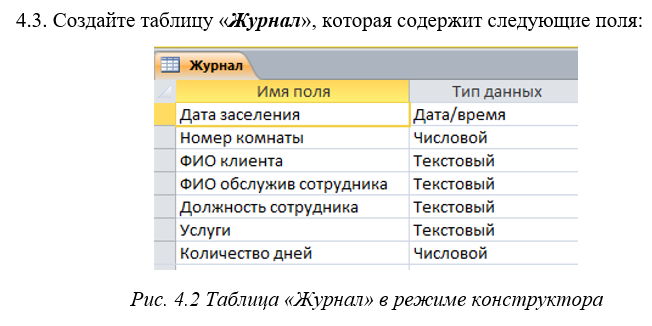 4.3. Создайте таблицу «Журнал», которая содержит следующие поля:
Журнал
Имя поля Тип данных
Дата заселения Дата/время
Номер комнаты Числовой
ФИО клиента Текстовый
ФИО обслужив сотрудника Текстовый
Должность сотрудника Текстовый
Услуги Текстовый
Количество дней Числовой
Рис. 4.2 Таблица «Журнал» в режиме конструктора